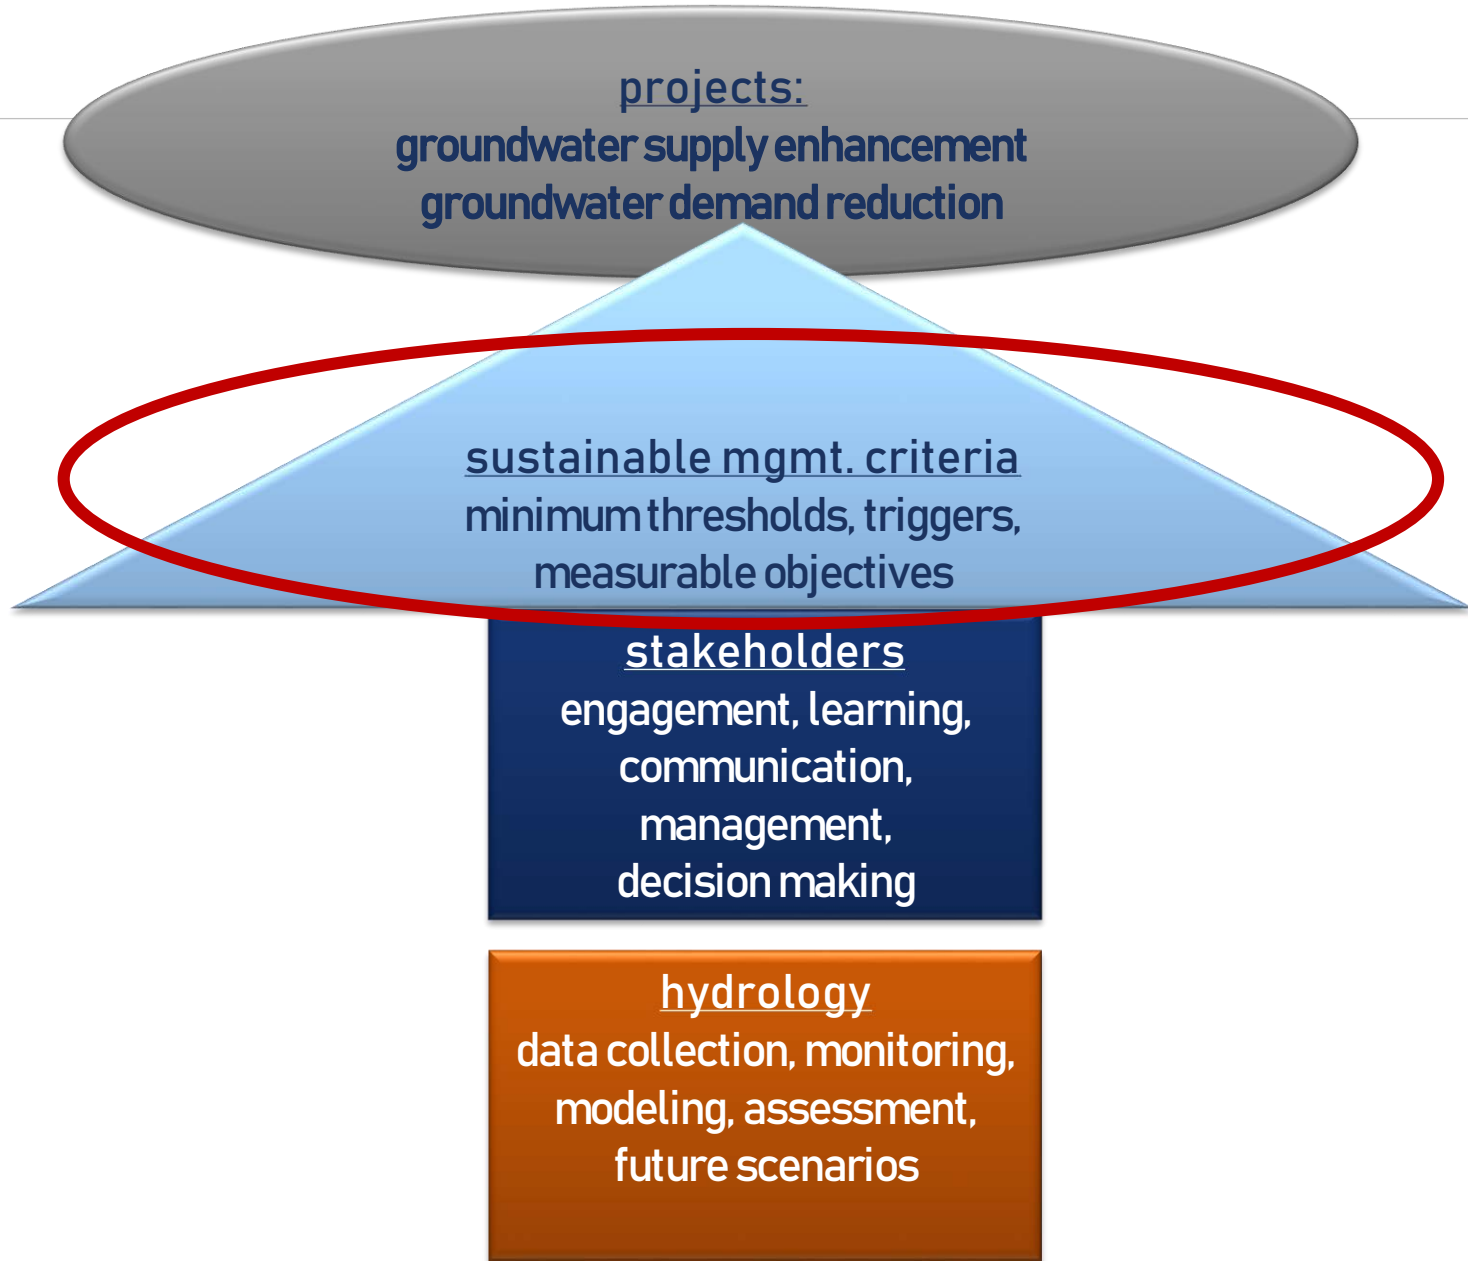 projects:
groundwater supply enhancement
groundwater demand reduction
sustainable mgmt. criteria
minimum thresholds, triggers,
measurable objectives
stakeholders
engagement, learning,
communication,
management,
decision making
hydrology
data collection, monitoring,
modeling, assessment,
future scenarios